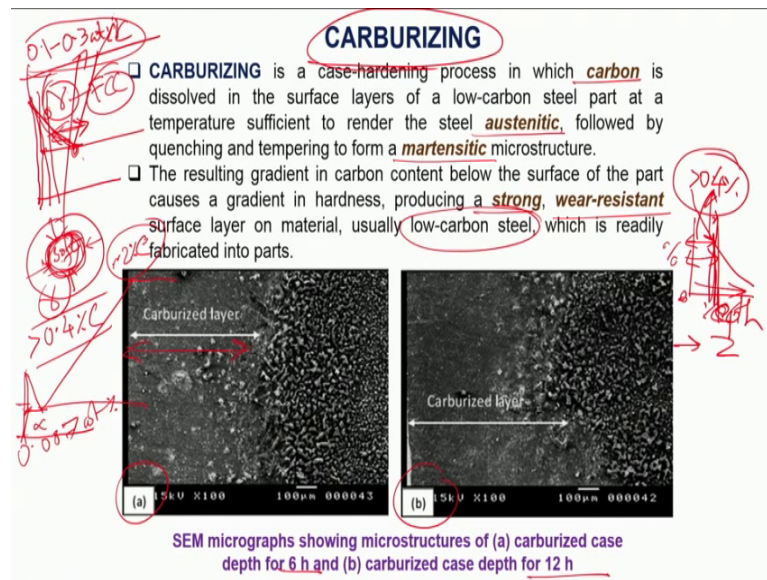 CARBURIZING
0.1-0.3 wt%C
❑ CARBURIZING is a case-hardening process in which carbon is
dissolved in the surface layers of a low-carbon steel part at a
temperature sufficient to render the steel austenitic, followed by
quenching and tempering to form a martensitic microstructure.
❑ The resulting gradient in carbon content below the surface of the part
causes a gradient in hardness, producing a strong, wear-resistant
surface layer on material, usually low-carbon steel, which is readily
fabricated into parts.
γ
FCC
>0.4%
Soft
>0.4%C
α
Carburized layer
Carburized layer
(a)
15kV X100 100µm 000043
(b)
15kV X100 100µm 000042
SEM micrographs showing microstructures of (a) carburized case
depth for 6 h and (b) carburized case depth for 12 h